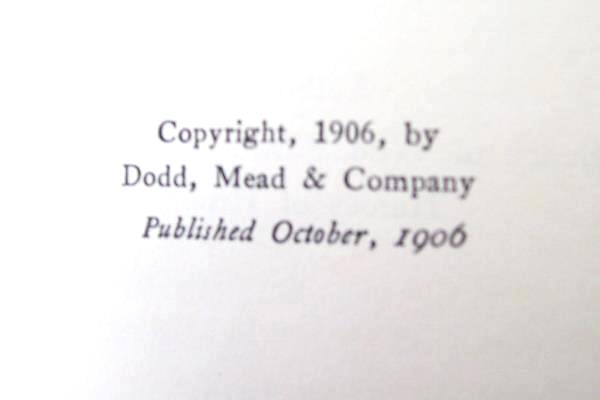 Copyright, 1906, by
Dodd, Mead & Company
Published October, 1906